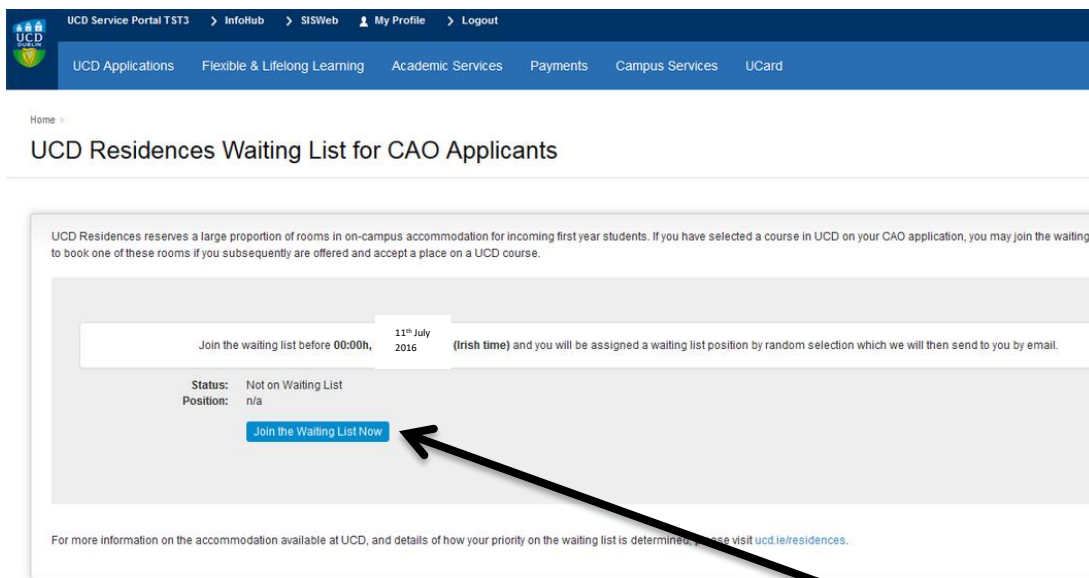 UCD Service Portal TST3 > InfoHub > SISWeb My Profile > Logout
UCD
DUBLIN
UCD Applications Flexible & Lifelong Learning Academic Services Payments Campus Services UCard
Home >
UCD Residences Waiting List for CAO Applicants
UCD Residences reserves a large proportion of rooms in on-campus accommodation for incoming first year students. If you have selected a course in UCD on your CAO application, you may join the waiting
to book one of these rooms if you subsequently are offered and accept a place on a UCD course.
Join the waiting list before 00:00h, 11th July 2016 (Irish time) and you will be assigned a waiting list position by random selection which we will then send to you by email.
Status: Not on Waiting List
Position: n/a
Join the Waiting List Now
For more information on the accommodation available at UCD, and details of how your priority on the waiting list is determined, please visit ucd.ie/residences.